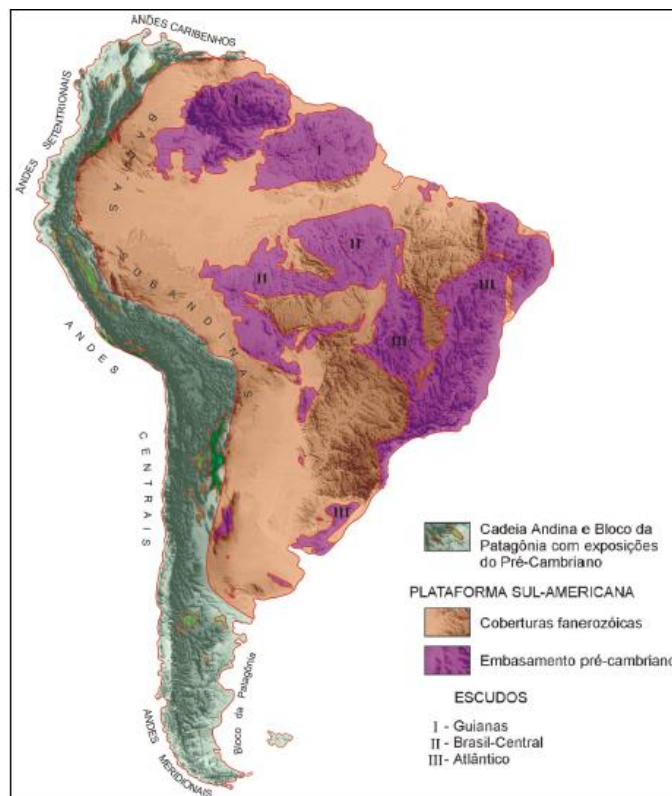 ANDES CARIBENHOS
ANDES SETENTRIONAIS
BACIAS SUBANDINAS
ANDES
CENTRAIS
ANDES MERIDIONAIS
Bloco da Patagônia
I
I
II
II
III
III
III
Cadeia Andina e Bloco da
Patagônia com exposições
do Pré-Cambriano
PLATAFORMA SUL-AMERICANA
Coberturas fanerozóicas
Embasamento pré-cambriano
ESCUDOS
I - Guianas
II - Brasil-Central
III - Atlântico